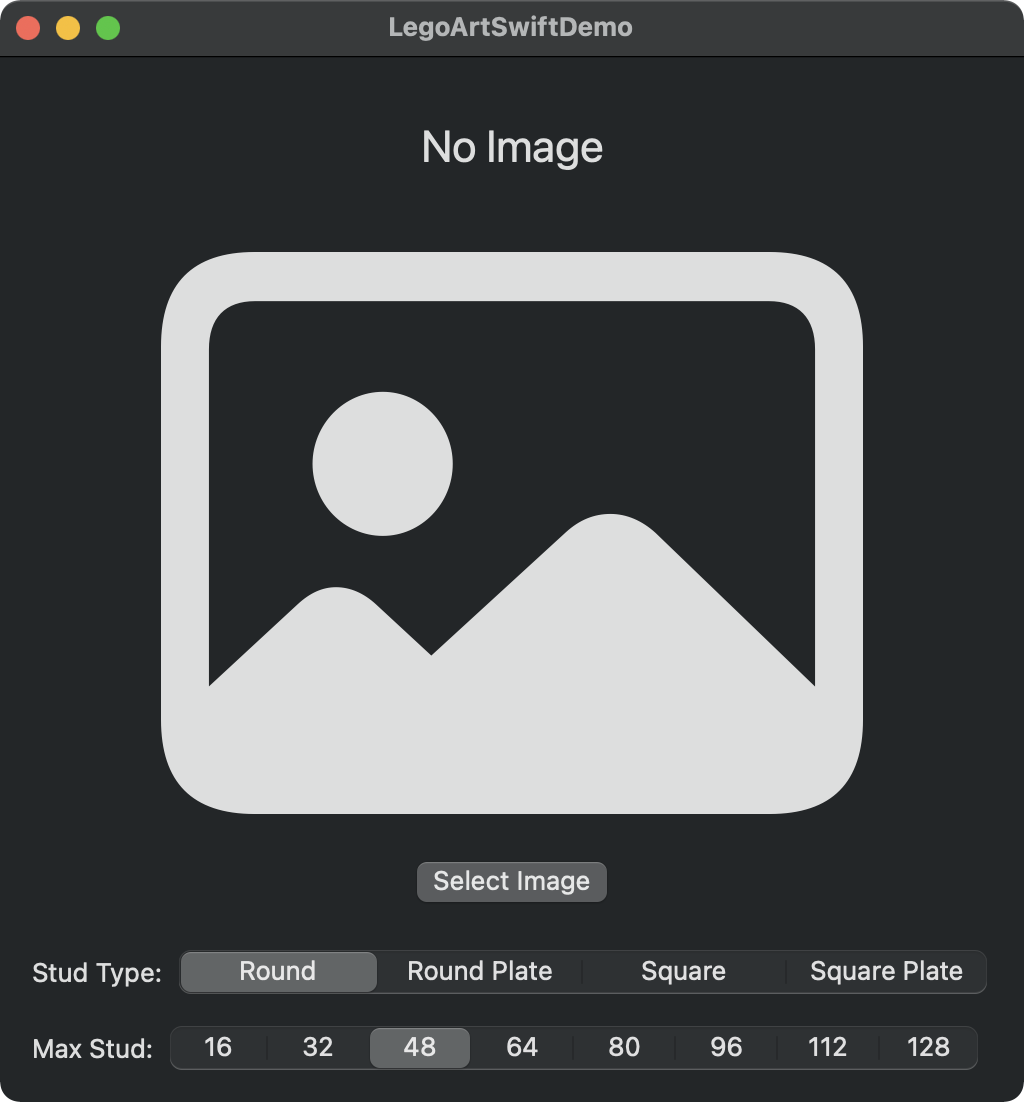 LegoArtSwiftDemo
No Image
Select Image
Stud Type: Round Round Plate Square Square Plate
Max Stud: 16 32 48 64 80 96 112 128